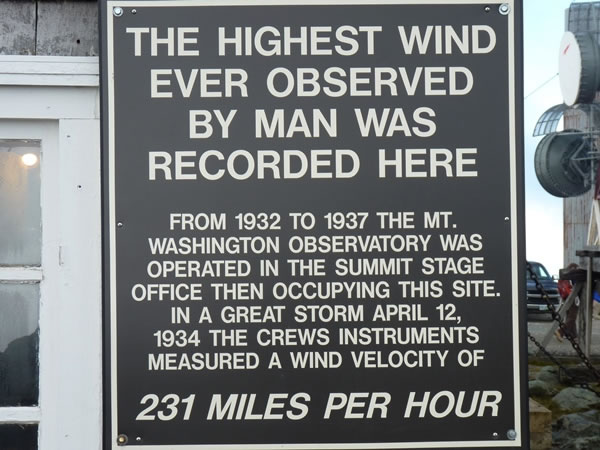 THE HIGHEST WIND
EVER OBSERVED
BY MAN WAS
RECORDED HERE
FROM 1932 TO 1937 THE MT.
WASHINGTON OBSERVATORY WAS
OPERATED IN THE SUMMIT STAGE
OFFICE THEN OCCUPYING THIS SITE.
IN A GREAT STORM APRIL 12,
1934 THE CREWS INSTRUMENTS
MEASURED A WIND VELOCITY OF
231 MILES PER HOUR